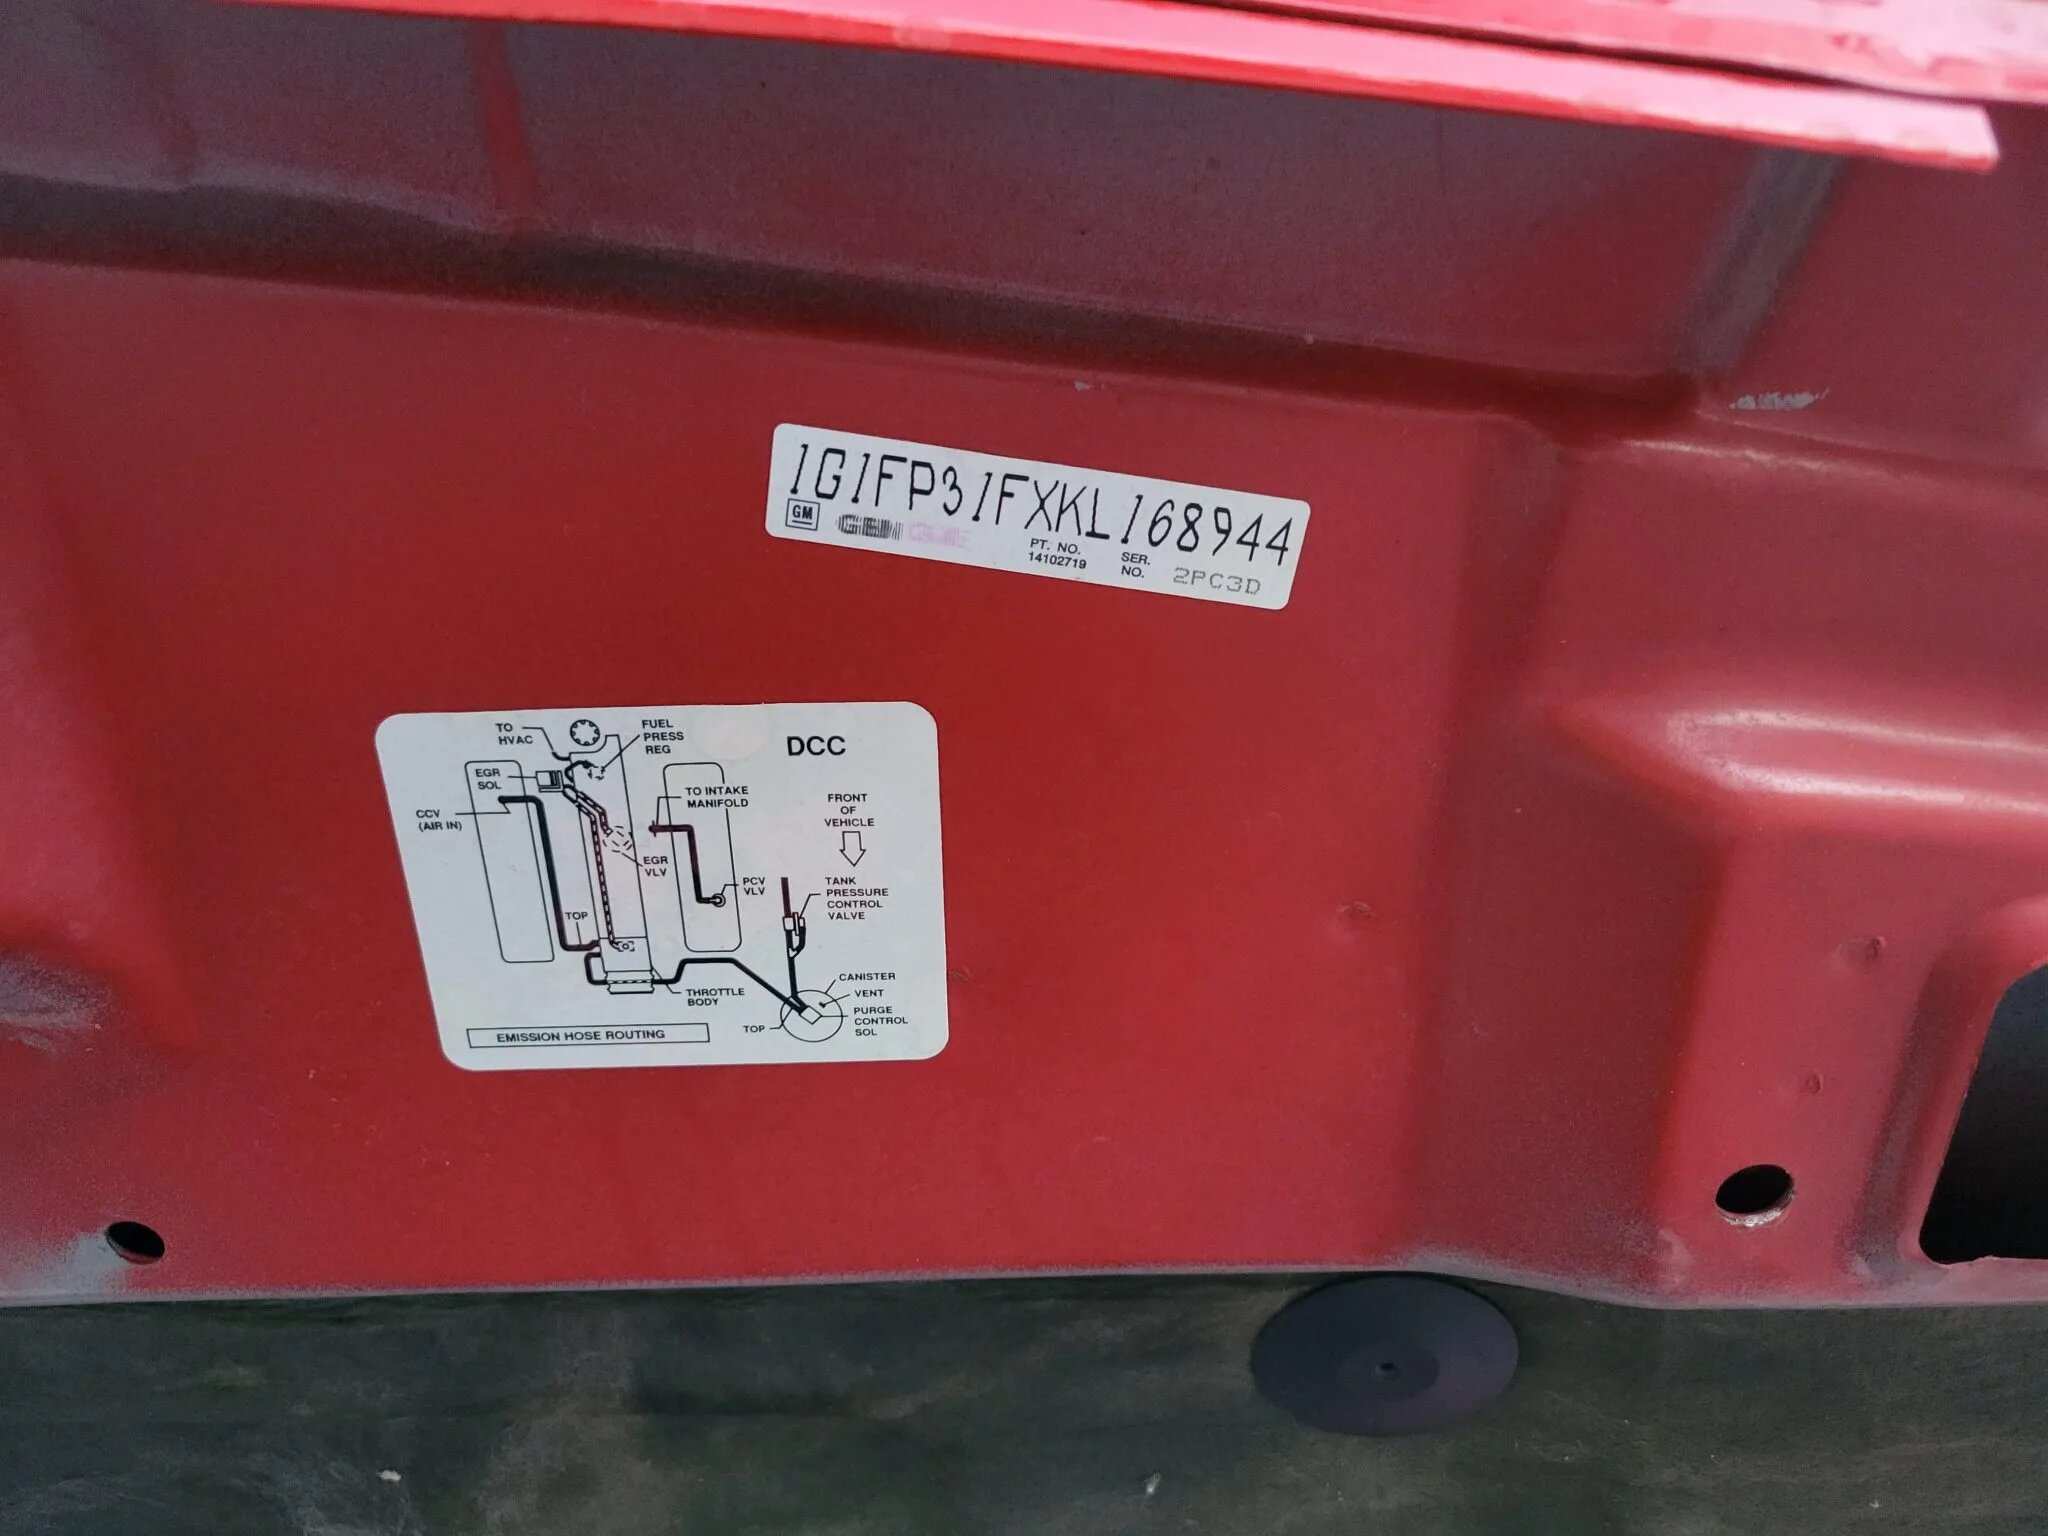 1G1FP31FXKL168944
GM
PT. NO.
14102719
SER.
NO.
2PC3D
DCC
TO
HVAC
FUEL
PRESS
REG
EGR
SOL
CCV
(AIR IN)
TO INTAKE
MANIFOLD
FRONT
OF
VEHICLE
EGR
VLV
PCV
VLV
TANK
PRESSURE
CONTROL
VALVE
TOP
THROTTLE
BODY
CANISTER
VENT
PURGE
CONTROL
SOL
TOP
EMISSION HOSE ROUTING